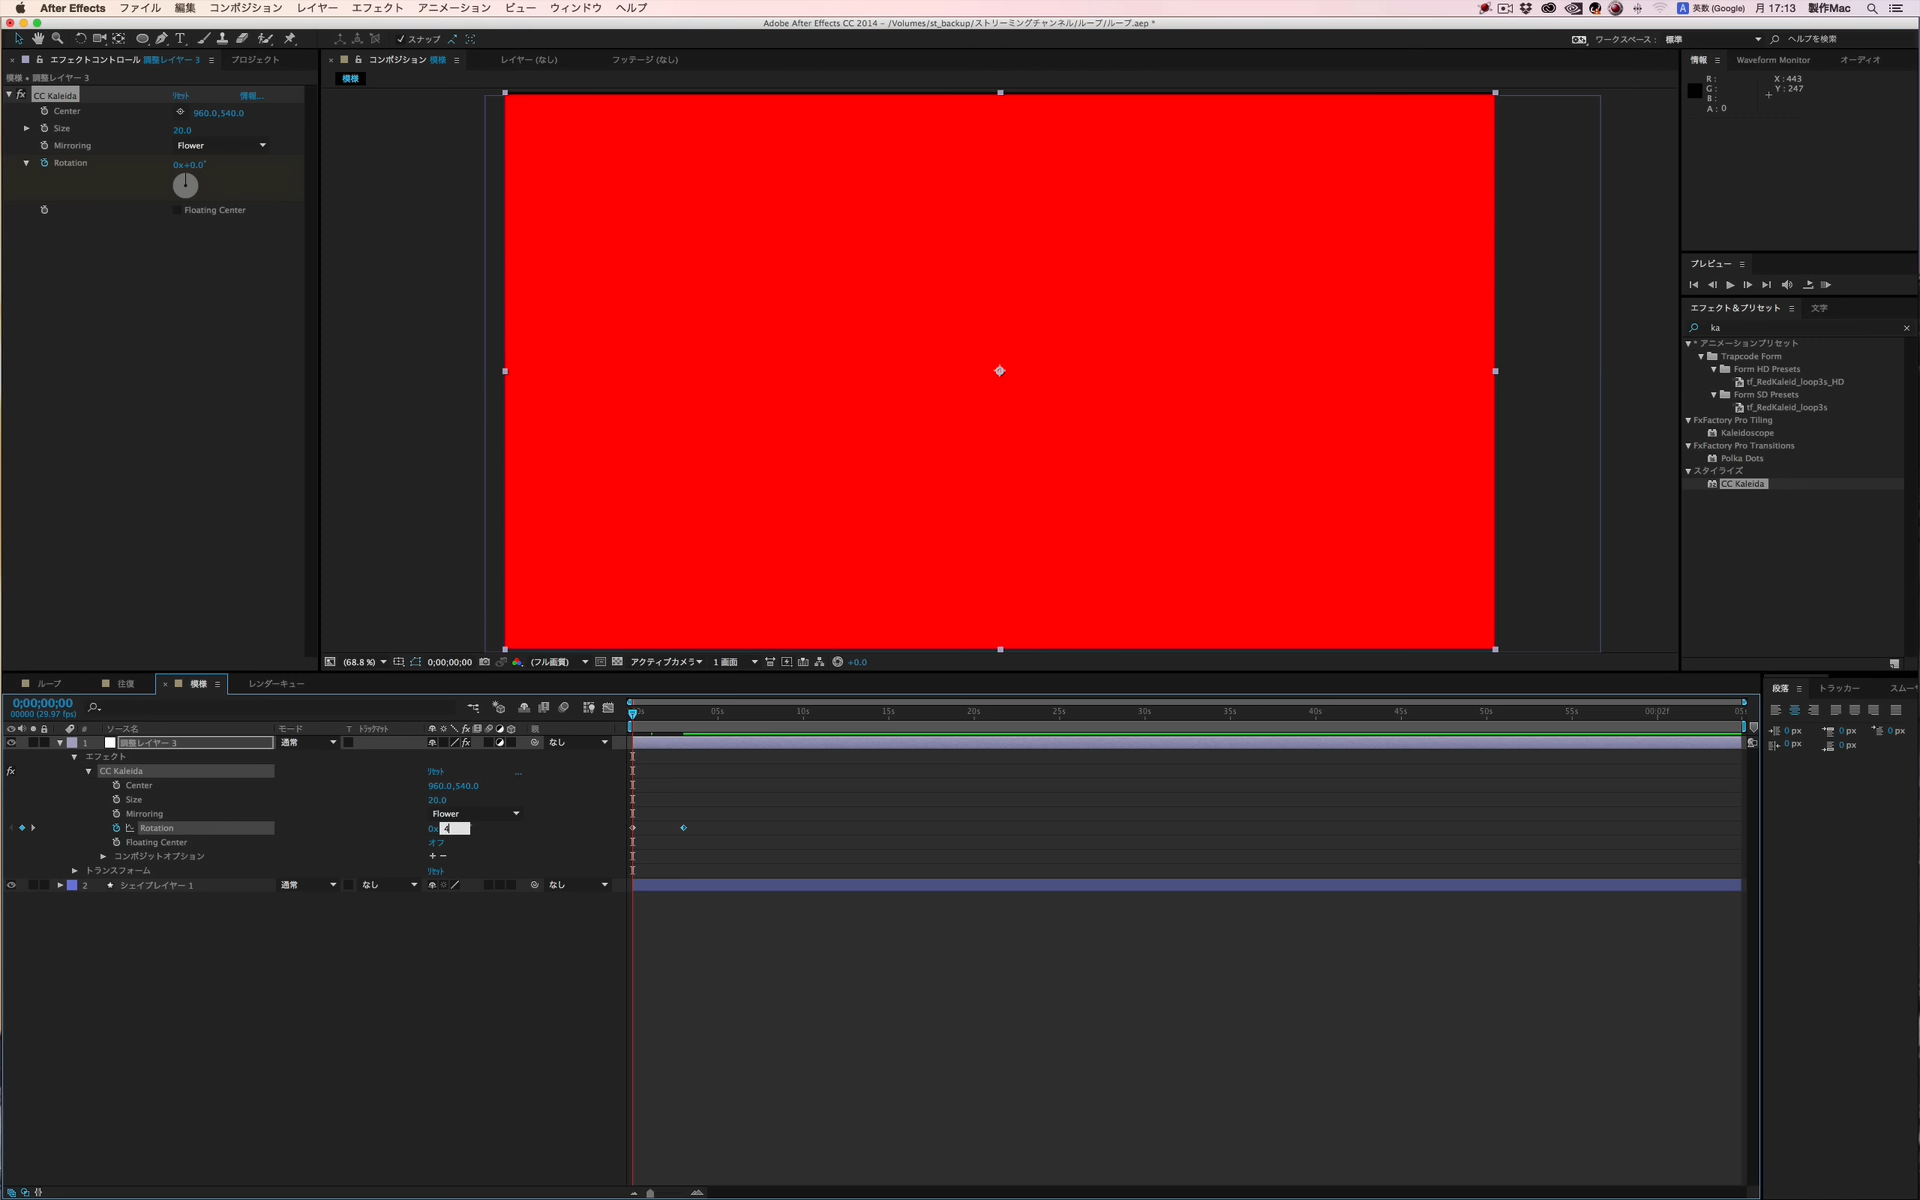 After Effects ファイル 編集 コンポジション レイヤー エフェクト アニメーション ビュー ウィンドウ ヘルプ
英数 (Google) 月 17:13 製作Mac
Adobe After Effects CC 2014 - /Volumes/st_backup/ストリーミングチャンネル/ループ/ループ.aep *
スナップ
ワークスペース： 標準 ヘルプを検索
エフェクトコントロール 調整レイヤー 3 プロジェクト
模様 • 調整レイヤー 3
CC Kaleida ﾘｾｯﾄ 情報...
Center 960.0,540.0
Size 20.0
Mirroring Flower
Rotation 0x+0.0°
Floating Center
コンポジション 模様 レイヤー (なし) フッテージ (なし)
模様
(68.8 %) 0;00;00;00 (フル画質) アクティブカメラ 1 画面 +0.0
情報 Waveform Monitor オーディオ
R : X : 443
G : Y : 247
B :
A : 0
プレビュー
エフェクト＆プリセット 文字
ka
* アニメーションプリセット
Trapcode Form
Form HD Presets
tf_RedKaleid_loop3s_HD
Form SD Presets
tf_RedKaleid_loop3s
FxFactory Pro Tiling
Kaleidoscope
FxFactory Pro Transitions
Polka Dots
スタイライズ
CC Kaleida
ループ 往復 模様 レンダーキュー
0;00;00;00
00000 (29.97 fps)
05s 10s 15s 20s 25s 30s 35s 40s 45s 50s 55s 00:02f
# ソース名 モード T ﾄﾗｯｸﾏｯﾄ fx 親
1 調整レイヤー 3 通常 fx なし
エフェクト
fx CC Kaleida ﾘｾｯﾄ ...
Center 960.0,540.0
Size 20.0
Mirroring Flower
Rotation 0x 4
Floating Center オフ
コンポジットオプション + −
トランスフォーム ﾘｾｯﾄ
2 シェイプレイヤー 1 通常 なし なし
段落 トラッカー スムー
0 px 0 px 0 px
0 px 0 px